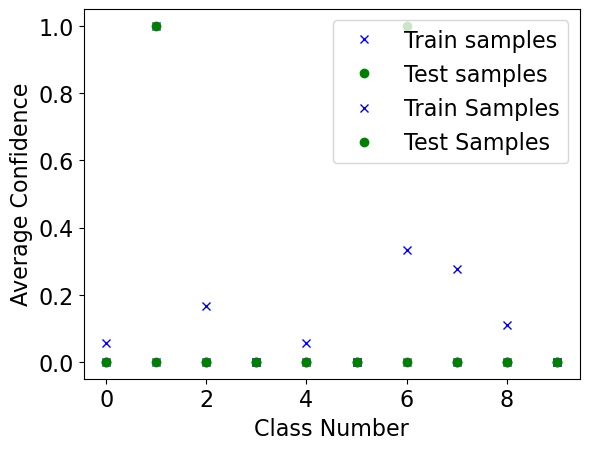 1.0
0.8
0.6
0.4
0.2
0.0
Average Confidence
Train samples
Test samples
Train Samples
Test Samples
0 2 4 6 8
Class Number